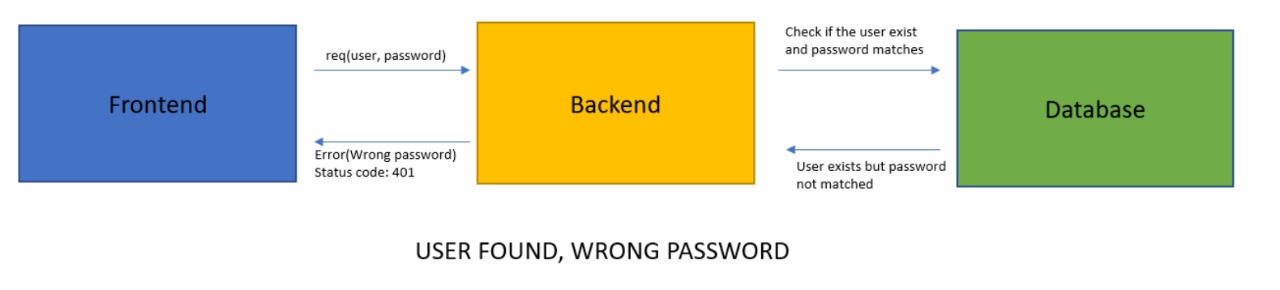 Frontend
req(user, password)
Error(Wrong password)
Status code: 401
Backend
Check if the user exist
and password matches
User exists but password
not matched
Database
USER FOUND, WRONG PASSWORD